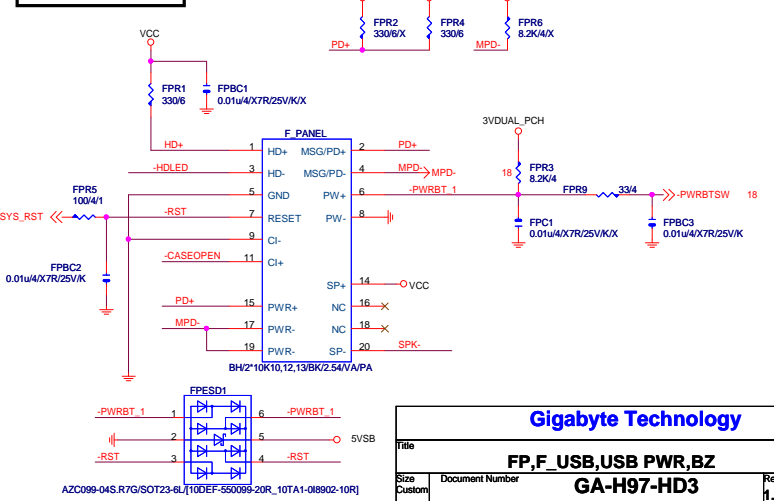 FPR2
330/6/X
FPR4
330/6
FPR6
8.2K/4/X
PD+
MPD-
VCC
FPR1
330/6
FPBC1
0.01u/4/X7R/25V/K/X
F_PANEL
HD+ 1 HD+ MSG/PD+ 2 PD+
-HDLED 3 HD- MSG/PD- 4 MPD- MPD-
5 GND PW+ 6 -PWRBT_1
-RST 7 RESET PW- 8
9 CI-
-CASEOPEN 11 CI+
SP+ 14 VCC
PD+ 15 PWR+ NC 16
MPD- 17 PWR- NC 18
19 PWR- SP- 20 SPK-
BH/2*10K10,12,13/BK/2.54/VA/PA
FPR5
100/4/1
SYS_RST
FPBC2
0.01u/4/X7R/25V/K
3VDUAL_PCH
18
FPR3
8.2K/4
FPR9 33/4
-PWRBTSW 18
FPC1
0.01u/4/X7R/25V/K/X
FPBC3
0.01u/4/X7R/25V/K
FPESD1
-PWRBT_1 1 6 -PWRBT_1
2 5 5VSB
-RST 3 4 -RST
AZC099-04S.R7G/SOT23-6L/[10DEF-550099-20R_10TA1-0I8902-10R]
Gigabyte Technology
Title
FP,F_USB,USB PWR,BZ
Size
Custom
Document Number
GA-H97-HD3